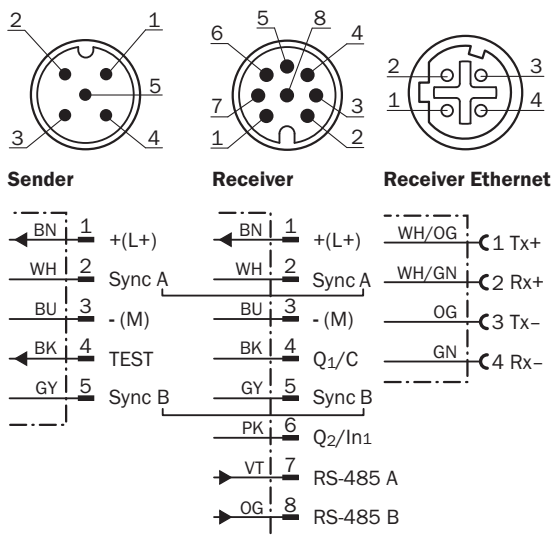 2 1
5
3 4
5 8
6 4
7 3
1 2
2 3
1 4
Sender
BN 1 +(L+)
WH 2 Sync A
BU 3 - (M)
BK 4 TEST
GY 5 Sync B
Receiver
BN 1 +(L+)
WH 2 Sync A
BU 3 - (M)
BK 4 Q1/C
GY 5 Sync B
PK 6 Q2/In1
VT 7 RS-485 A
OG 8 RS-485 B
Receiver Ethernet
WH/OG 1 Tx+
WH/GN 2 Rx+
OG 3 Tx–
GN 4 Rx–